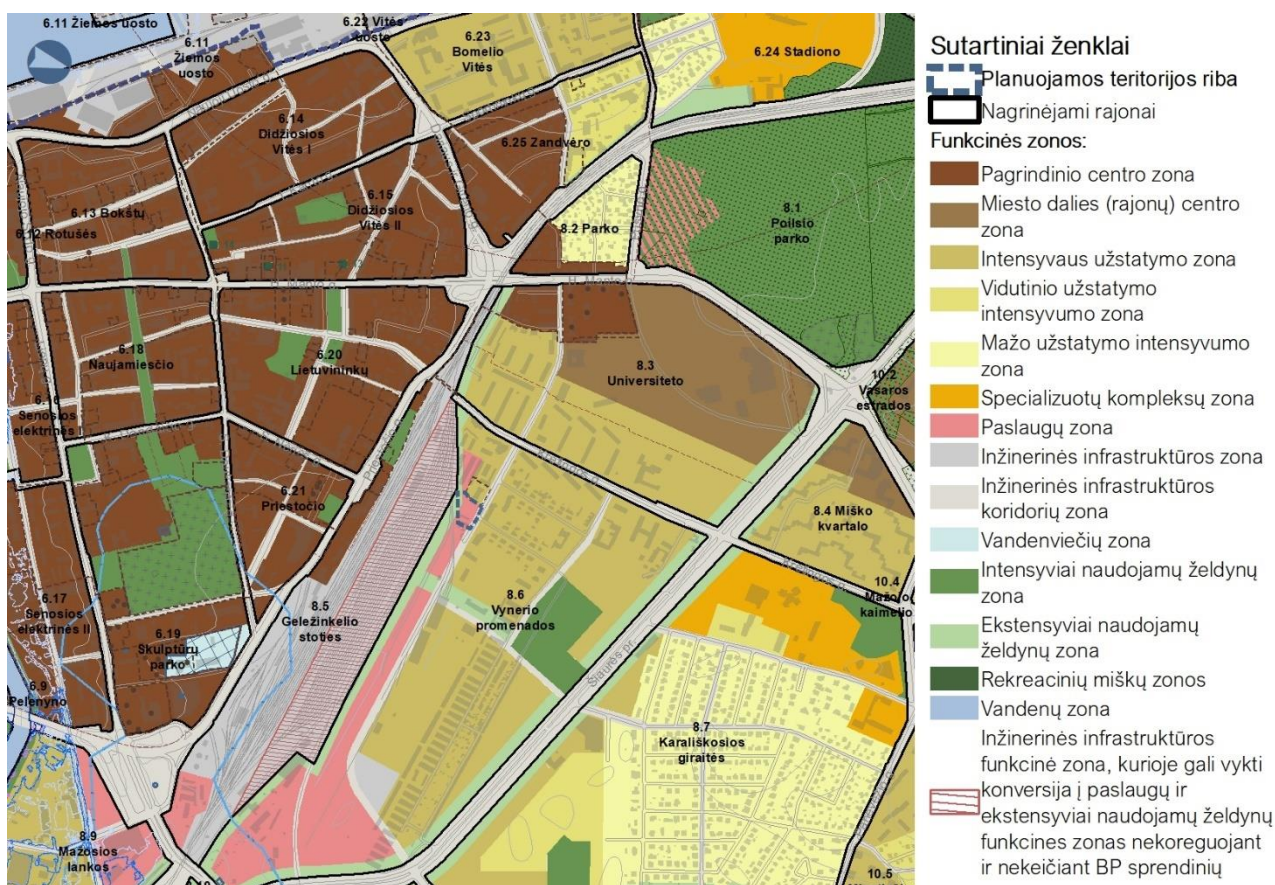 6.11 Žiemos uosto
6.22 Vitės
uosto
6.11
Žiemos
uosto
6.23
Bomelio
Vitės
6.24 Stadiono
6.14
Didžiosios
Vitės I
6.25 Zandvėro
6.15
Didžiosios
Vitės II
8.1
Poilsio
parko
6.13 Bokštų
6.12 Rotušės
8.2 Parko
H. Manto g.
6.18
Naujamiesčio
6.20
Lietuvininkų
8.3
Universiteto
10.2
Vasaros
estrados
6.16
Senosios
elektrinės I
6.21
Priestočio
8.4 Miško
kvartalo
10.4
Mažojo
kaimelio
6.17
Senosios
elektrinės II
8.5
Geležinkelio
stoties
8.6
Vynerio
promenados
6.19
Skulptūrų
parko
Šiaurės pr.
6.9
Pelenyno
8.7
Karališkosios
giraitės
8.9
Mažosios
lankos
10.5
Sutartiniai ženklai
Planuojamos teritorijos riba
Nagrinėjami rajonai
Funkcinės zonos:
Pagrindinio centro zona
Miesto dalies (rajonų) centro
zona
Intensyvaus užstatymo zona
Vidutinio užstatymo
intensyvumo zona
Mažo užstatymo intensyvumo
zona
Specializuotų kompleksų zona
Paslaugų zona
Inžinerinės infrastruktūros zona
Inžinerinės infrastruktūros
koridorių zona
Vandenviečių zona
Intensyviai naudojamų želdynų
zona
Ekstensyviai naudojamų
želdynų zona
Rekreacinių miškų zonos
Vandenų zona
Inžinerinės infrastruktūros
funkcinė zona, kurioje gali vykti
konversija į paslaugų ir
ekstensyviai naudojamų želdynų
funkcines zonas nekoreguojant
ir nekeičiant BP sprendinių